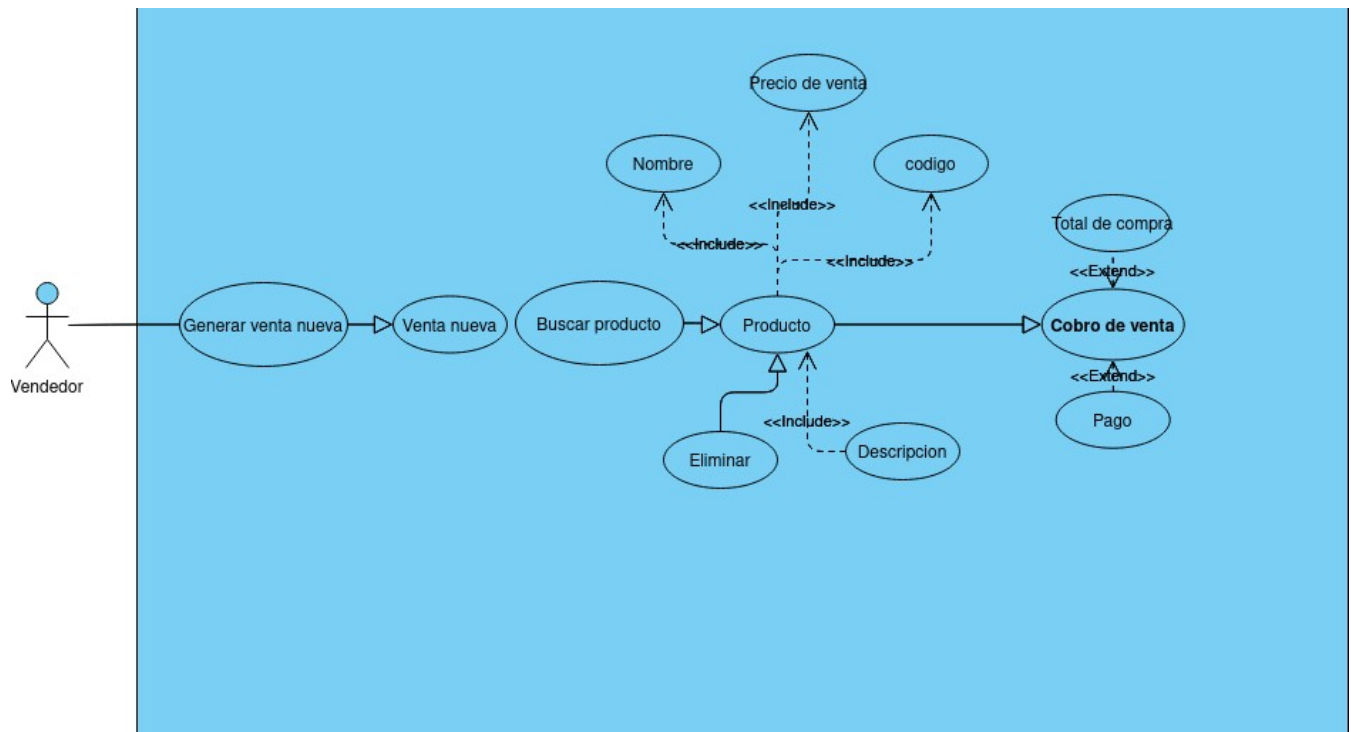 Precio de venta
Nombre
codigo
<<Include>>
Total de compra
<<Include>>
<<Include>>
<<Extend>>
Generar venta nueva
Venta nueva
Buscar producto
Producto
Cobro de venta
Vendedor
<<Extend>>
<<Include>>
Pago
Eliminar
Descripcion